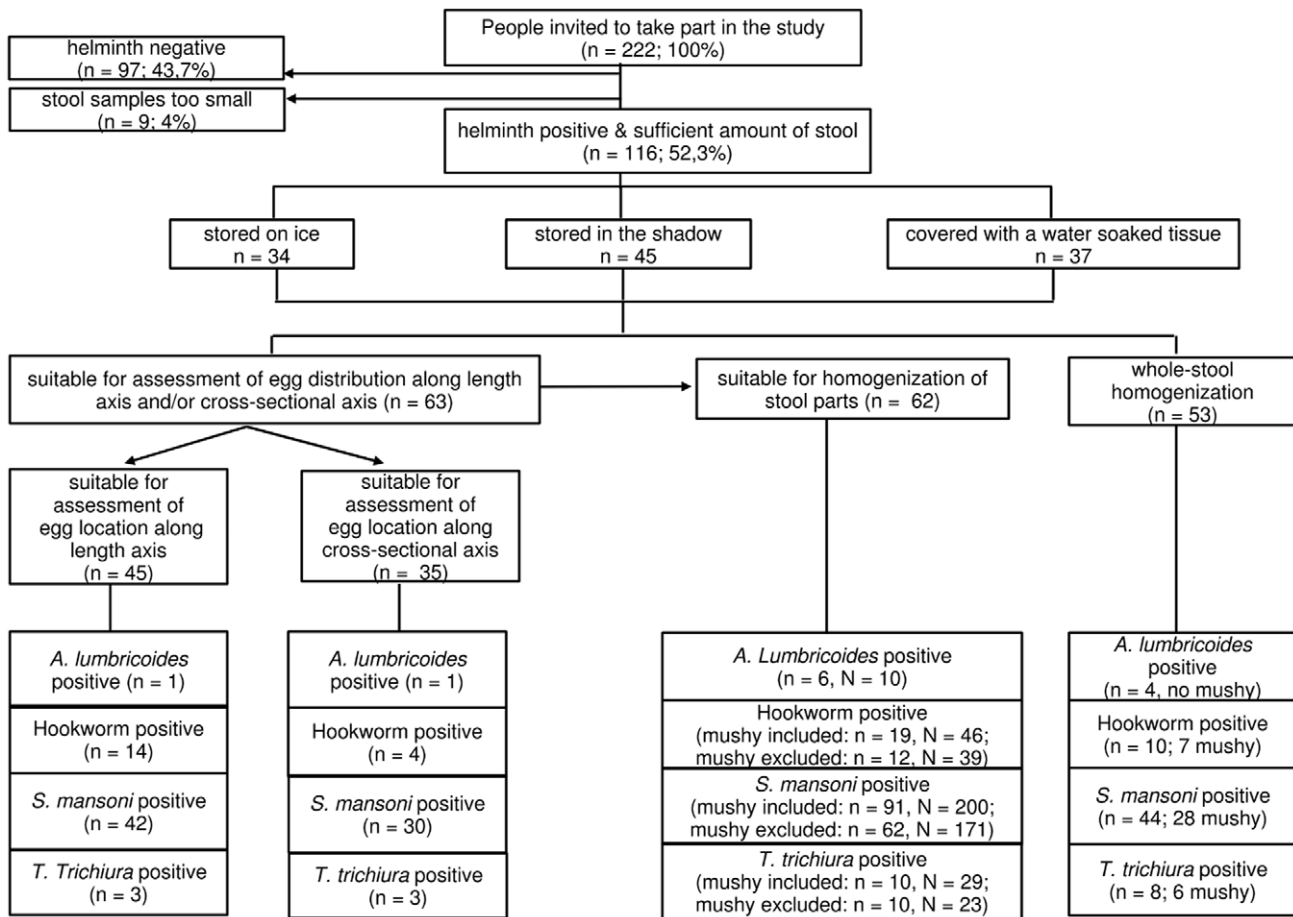 People invited to take part in the study
(n = 222; 100%)
helminth negative
(n = 97; 43,7%)
stool samples too small
(n = 9; 4%)
helminth positive & sufficient amount of stool
(n = 116; 52,3%)
stored on ice
n = 34
stored in the shadow
n = 45
covered with a water soaked tissue
n = 37
suitable for assessment of egg distribution along length
axis and/or cross-sectional axis (n = 63)
suitable for homogenization of
stool parts (n = 62)
whole-stool
homogenization
(n = 53)
suitable for
assessment of
egg location along
length axis
(n = 45)
suitable for
assessment of
egg location along
cross-sectional axis
(n = 35)
A. lumbricoides
positive (n = 1)
Hookworm positive
(n = 14)
S. mansoni positive
(n = 42)
T. Trichiura positive
(n = 3)
A. lumbricoides
positive (n = 1)
Hookworm positive
(n = 4)
S. mansoni positive
(n = 30)
T. trichiura positive
(n = 3)
A. Lumbricoides positive
(n = 6, N = 10)
Hookworm positive
(mushy included: n = 19, N = 46;
mushy excluded: n = 12, N = 39)
S. mansoni positive
(mushy included: n = 91, N = 200;
mushy excluded: n = 62, N = 171)
T. trichiura positive
(mushy included: n = 10, N = 29;
mushy excluded: n = 10, N = 23)
A. lumbricoides
positive
(n = 4, no mushy)
Hookworm positive
(n = 10; 7 mushy)
S. mansoni positive
(n = 44; 28 mushy)
T. trichiura positive
(n = 8; 6 mushy)